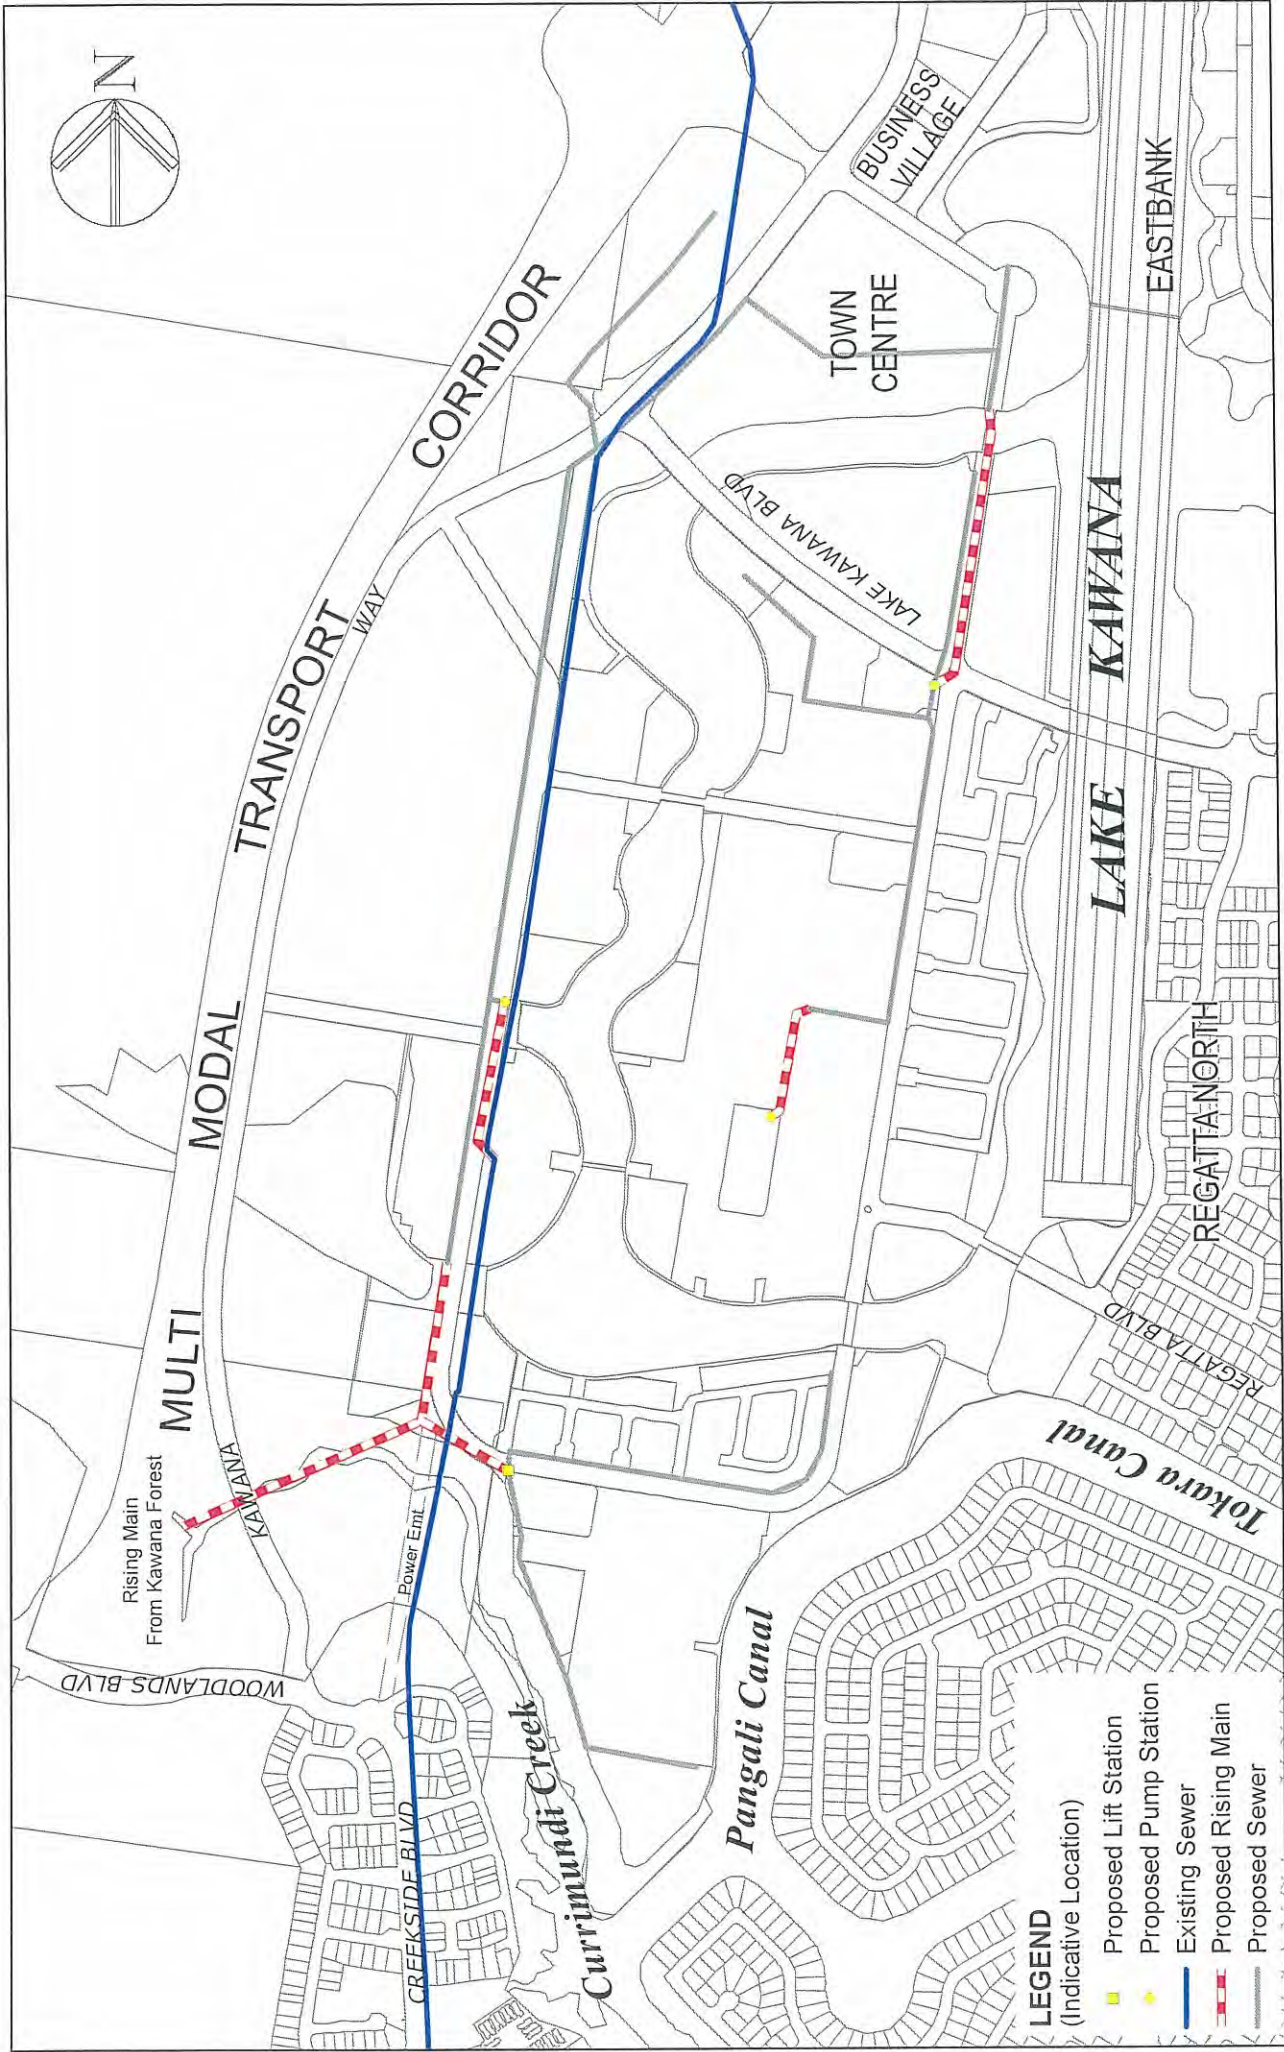 N
MULTI MODAL TRANSPORT CORRIDOR
Rising Main
From Kawana Forest
KAWANA WAY
WOODLANDS BLVD
Power Emt.
CREEKSIDE BLVD
Currimundi Creek
Pangali Canal
Tokara Canal
LAKE KAWANA BLVD
TOWN
CENTRE
BUSINESS
VILLAGE
LAKE KAWANA
EASTBANK
REGATTA NORTH
REGATTA BLVD
LEGEND
(Indicative Location)
Proposed Lift Station
Proposed Pump Station
Existing Sewer
Proposed Rising Main
Proposed Sewer